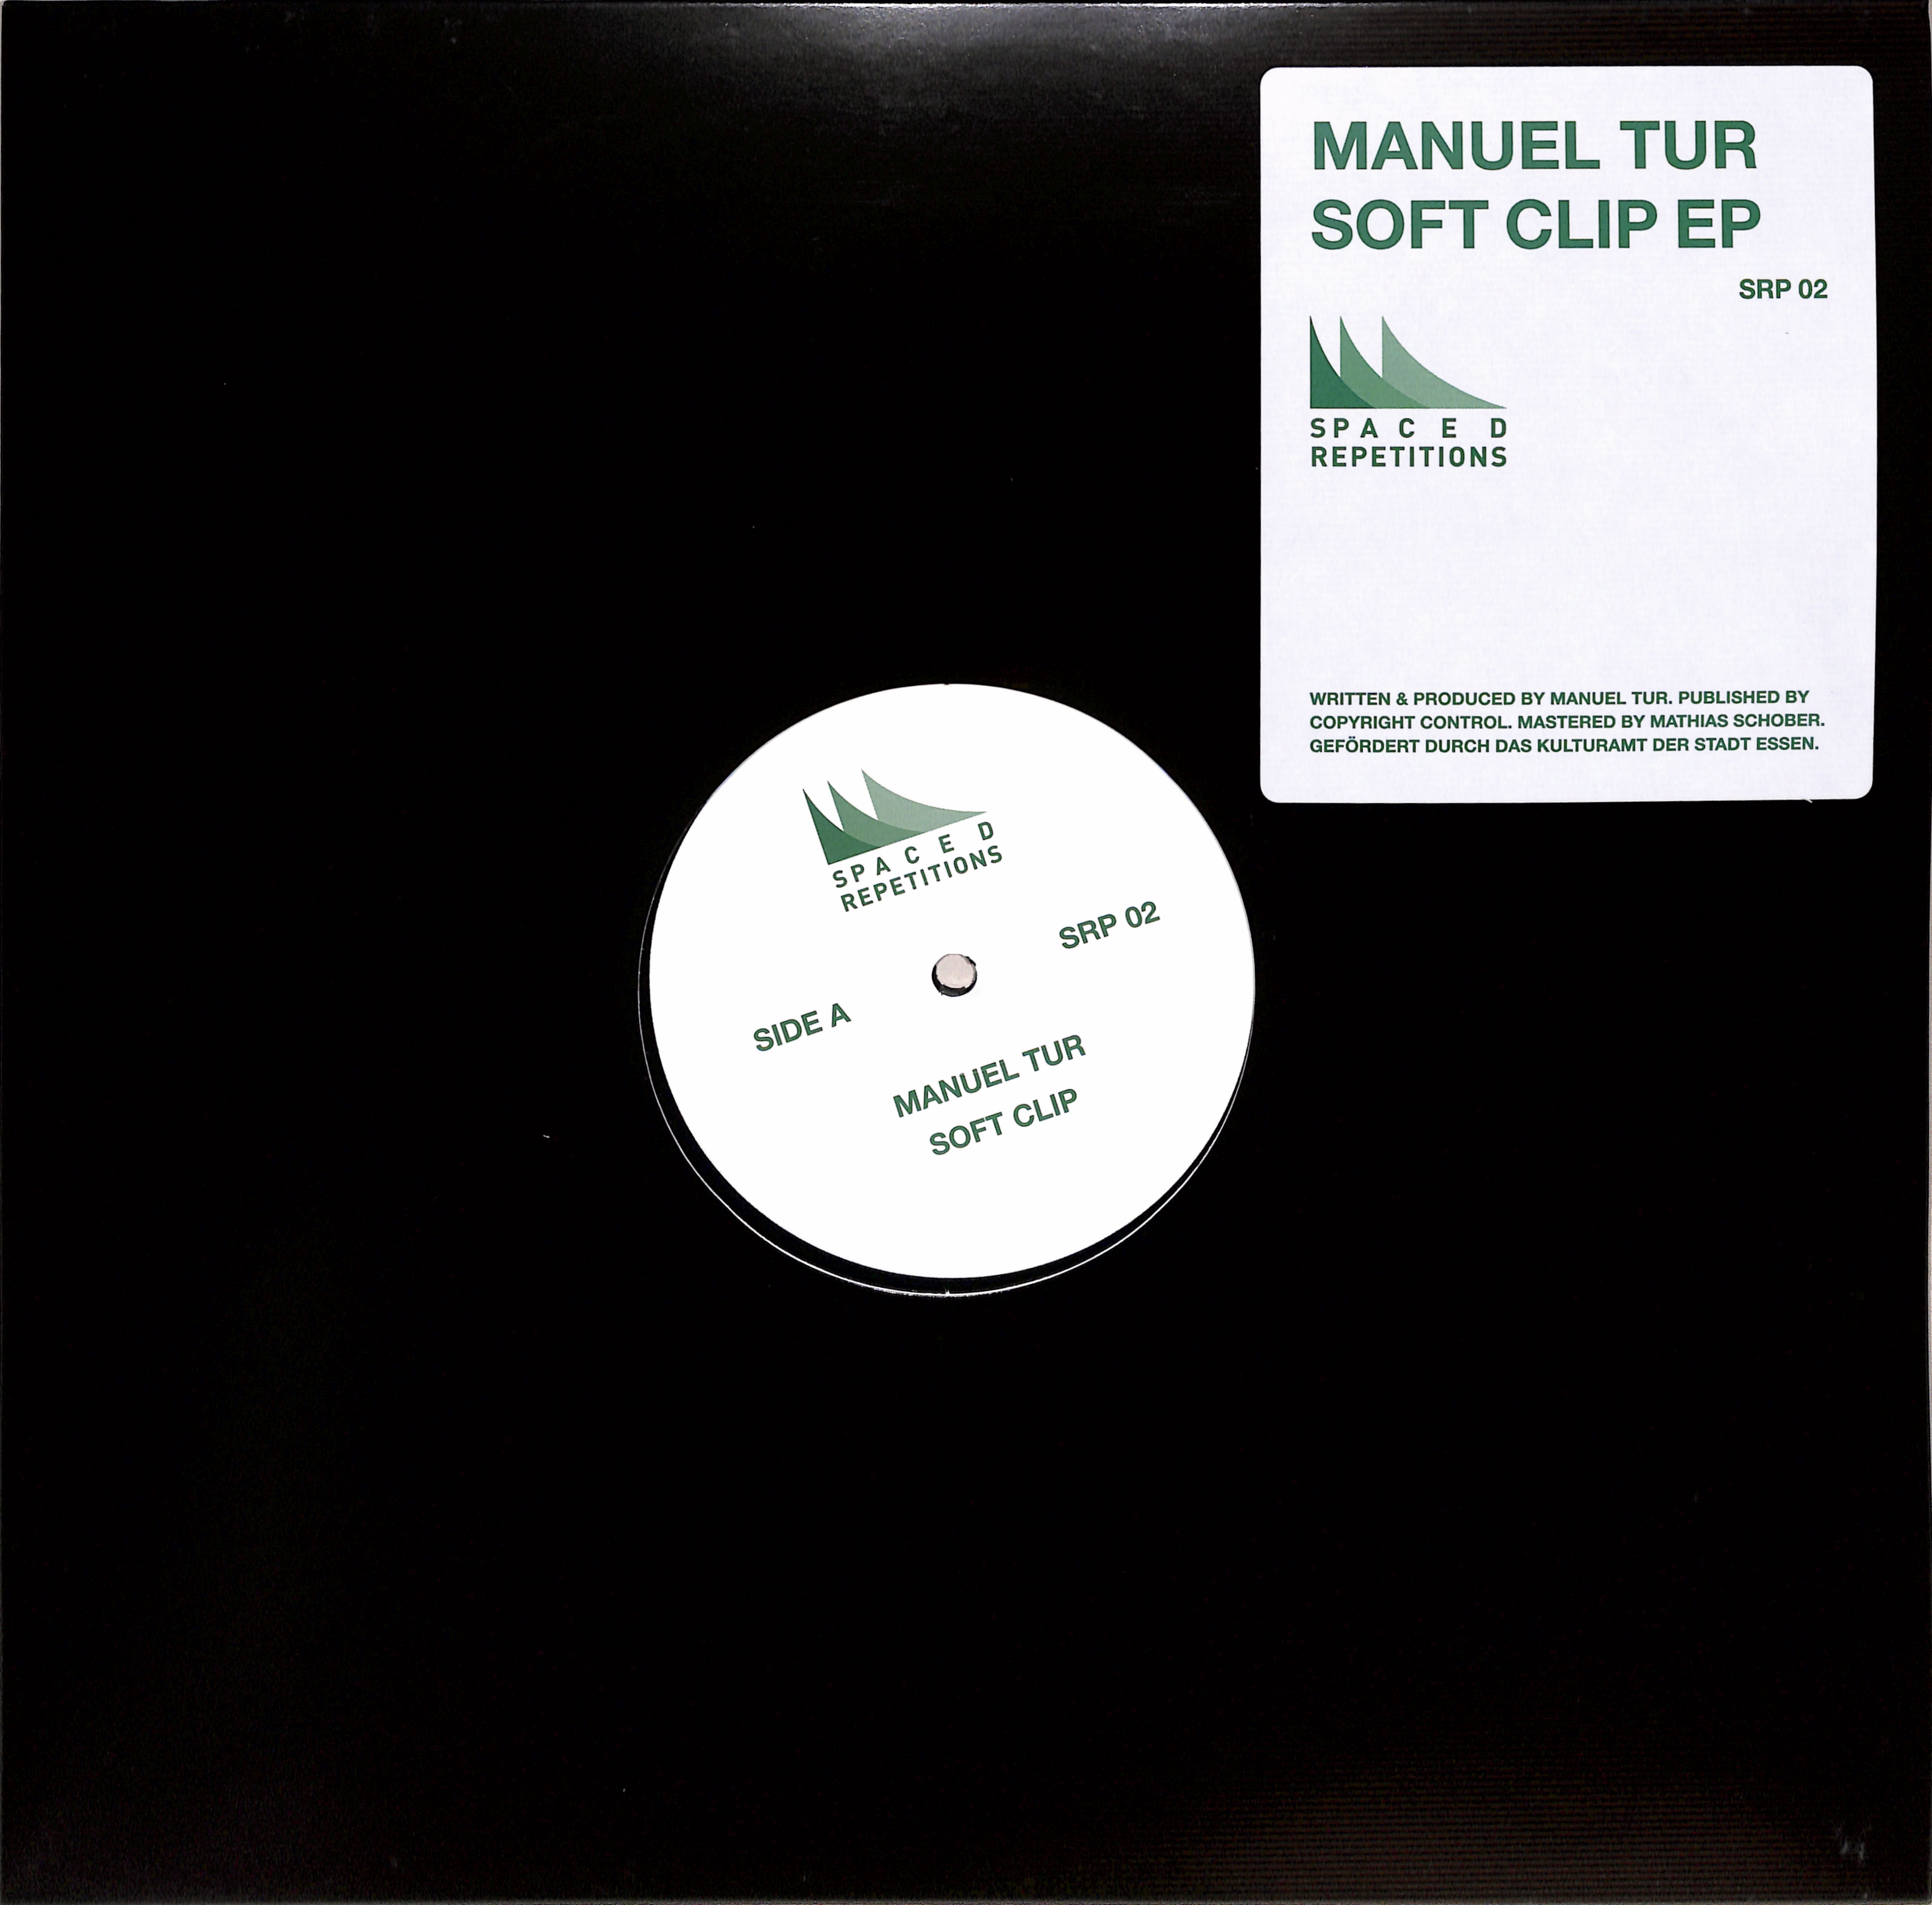 MANUEL TUR
SOFT CLIP EP
SRP 02
SPACED
REPETITIONS
WRITTEN & PRODUCED BY MANUEL TUR. PUBLISHED BY
COPYRIGHT CONTROL. MASTERED BY MATHIAS SCHOBER.
GEFÖRDERT DURCH DAS KULTURAMT DER STADT ESSEN.
SPACED
REPETITIONS
SRP 02
SIDE A
MANUEL TUR
SOFT CLIP